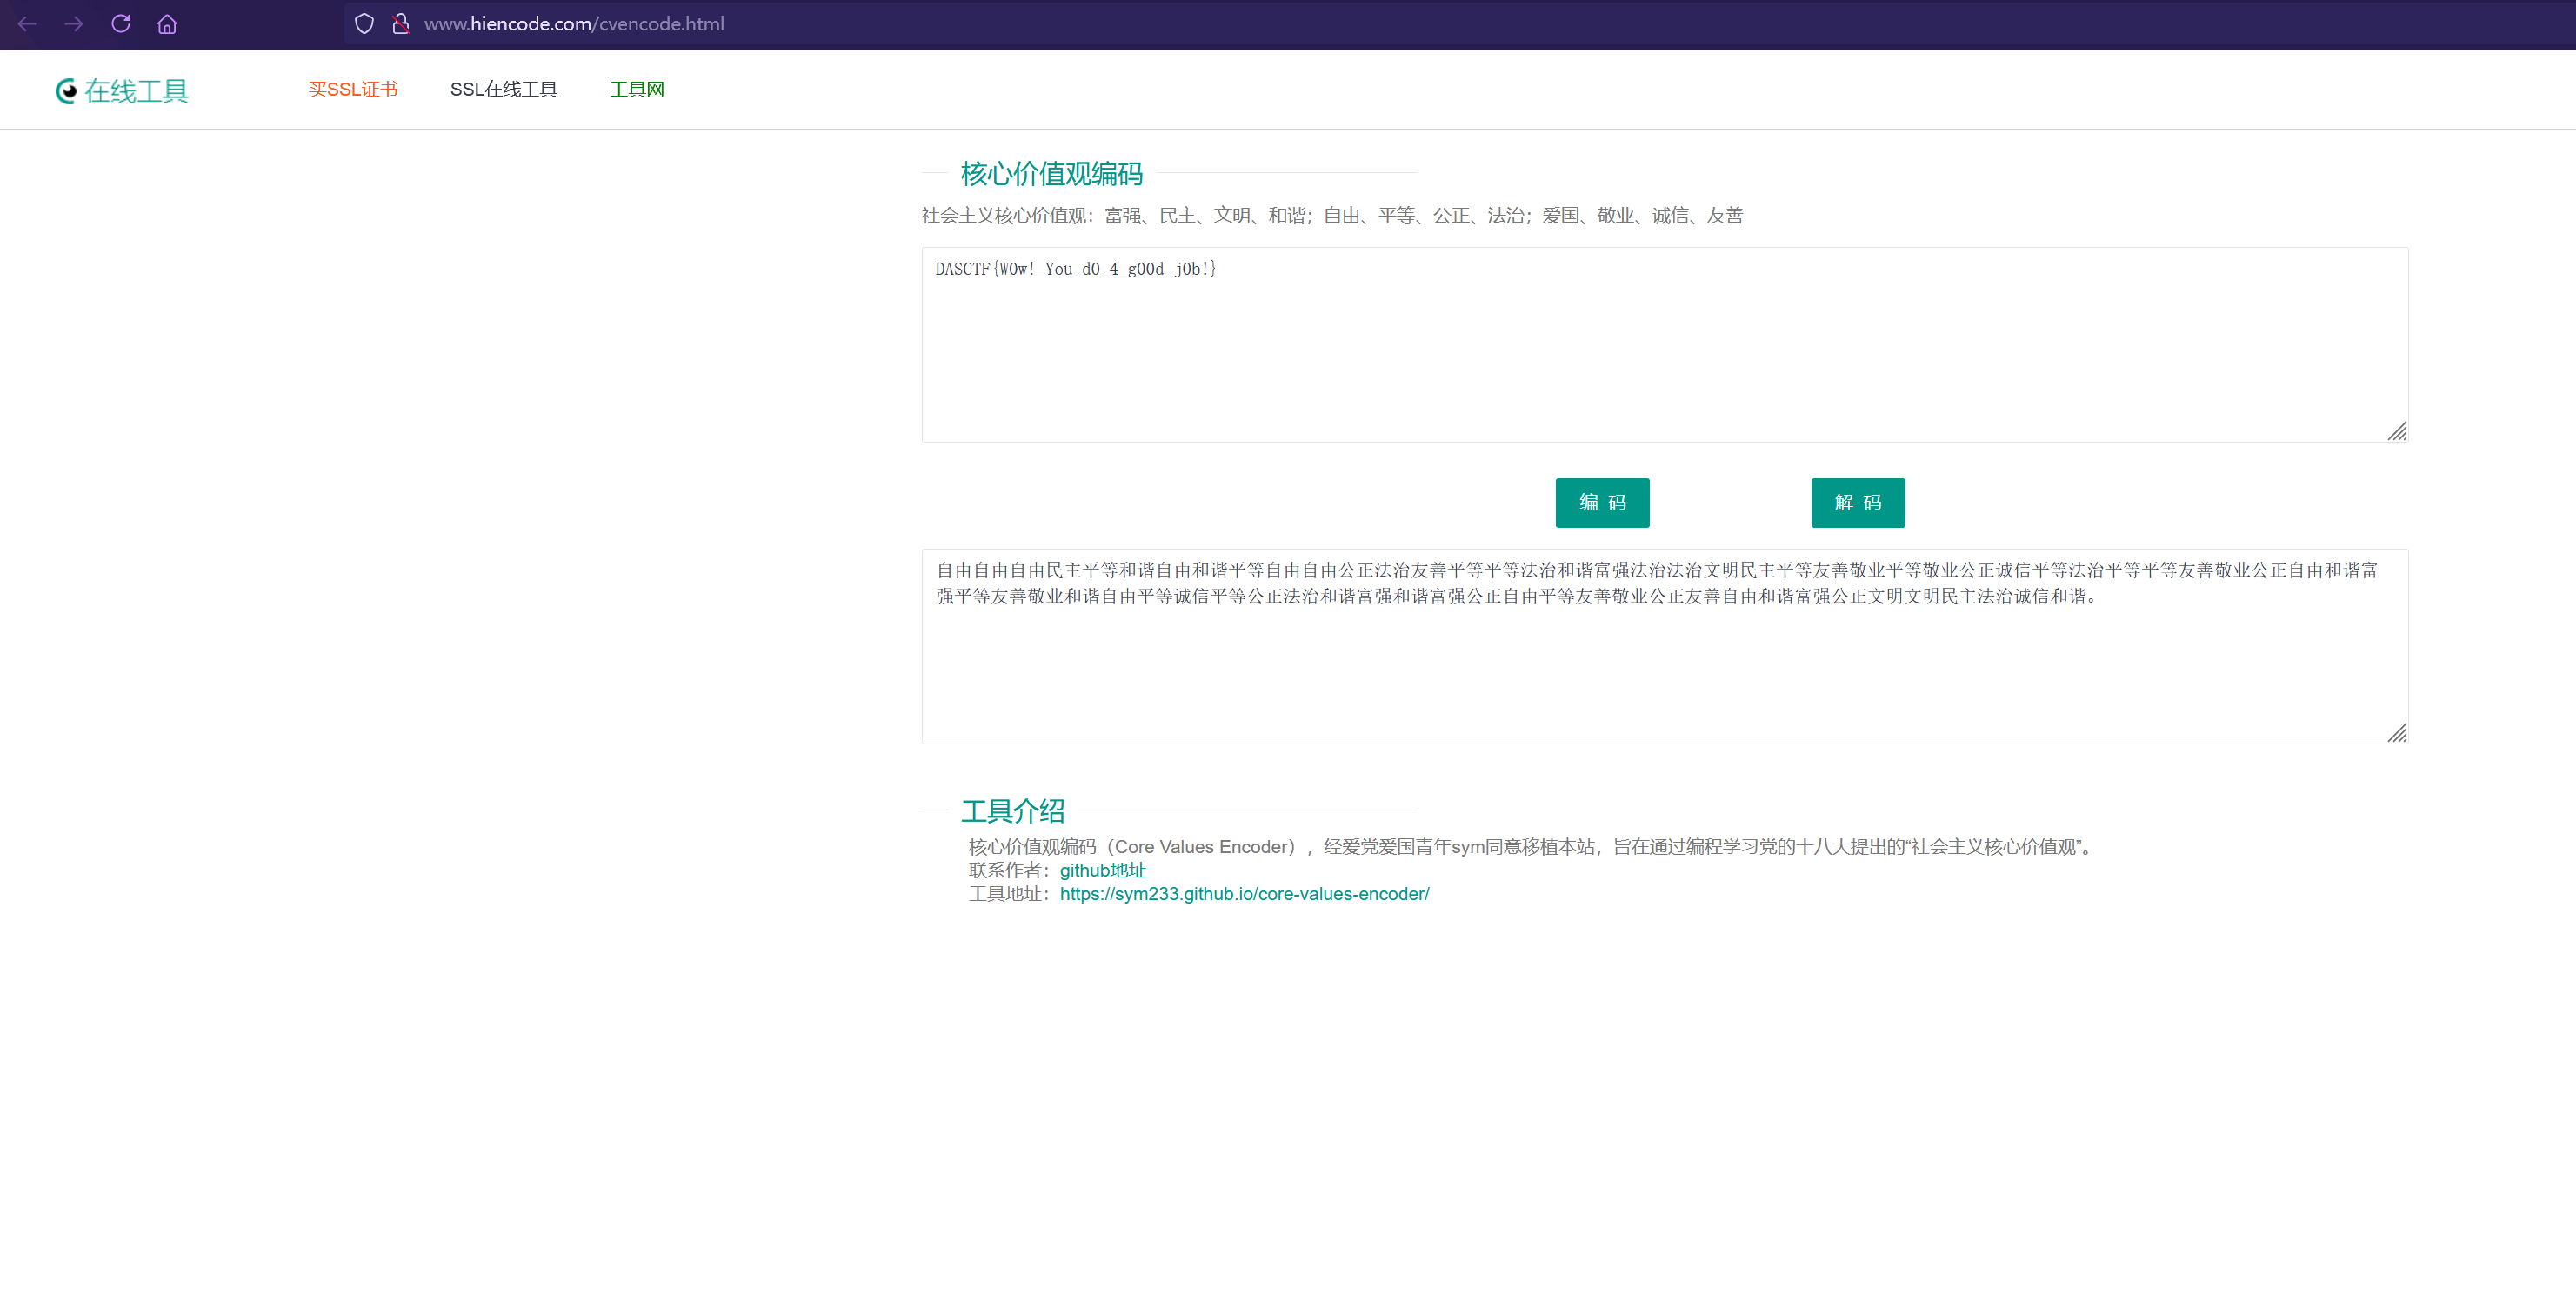 www.hiencode.com/cvencode.html
在线工具 买SSL证书 SSL在线工具 工具网
核心价值观编码
社会主义核心价值观：富强、民主、文明、和谐；自由、平等、公正、法治；爱国、敬业、诚信、友善
DASCTF{W0w!_You_d0_4_g00d_j0b!}
编 码 解 码
自由自由自由民主平等和谐自由和谐平等自由自由公正法治友善平等平等法治和谐富强法治法治文明民主平等友善敬业平等敬业公正诚信平等法治平等平等友善敬业公正自由和谐富
强平等友善敬业和谐自由平等诚信平等公正法治和谐富强和谐富强公正自由平等友善敬业公正友善自由和谐富强公正文明文明民主法治诚信和谐。
工具介绍
核心价值观编码（Core Values Encoder），经爱党爱国青年sym同意移植本站，旨在通过编程学习党的十八大提出的“社会主义核心价值观”。
联系作者：github地址
工具地址：https://sym233.github.io/core-values-encoder/